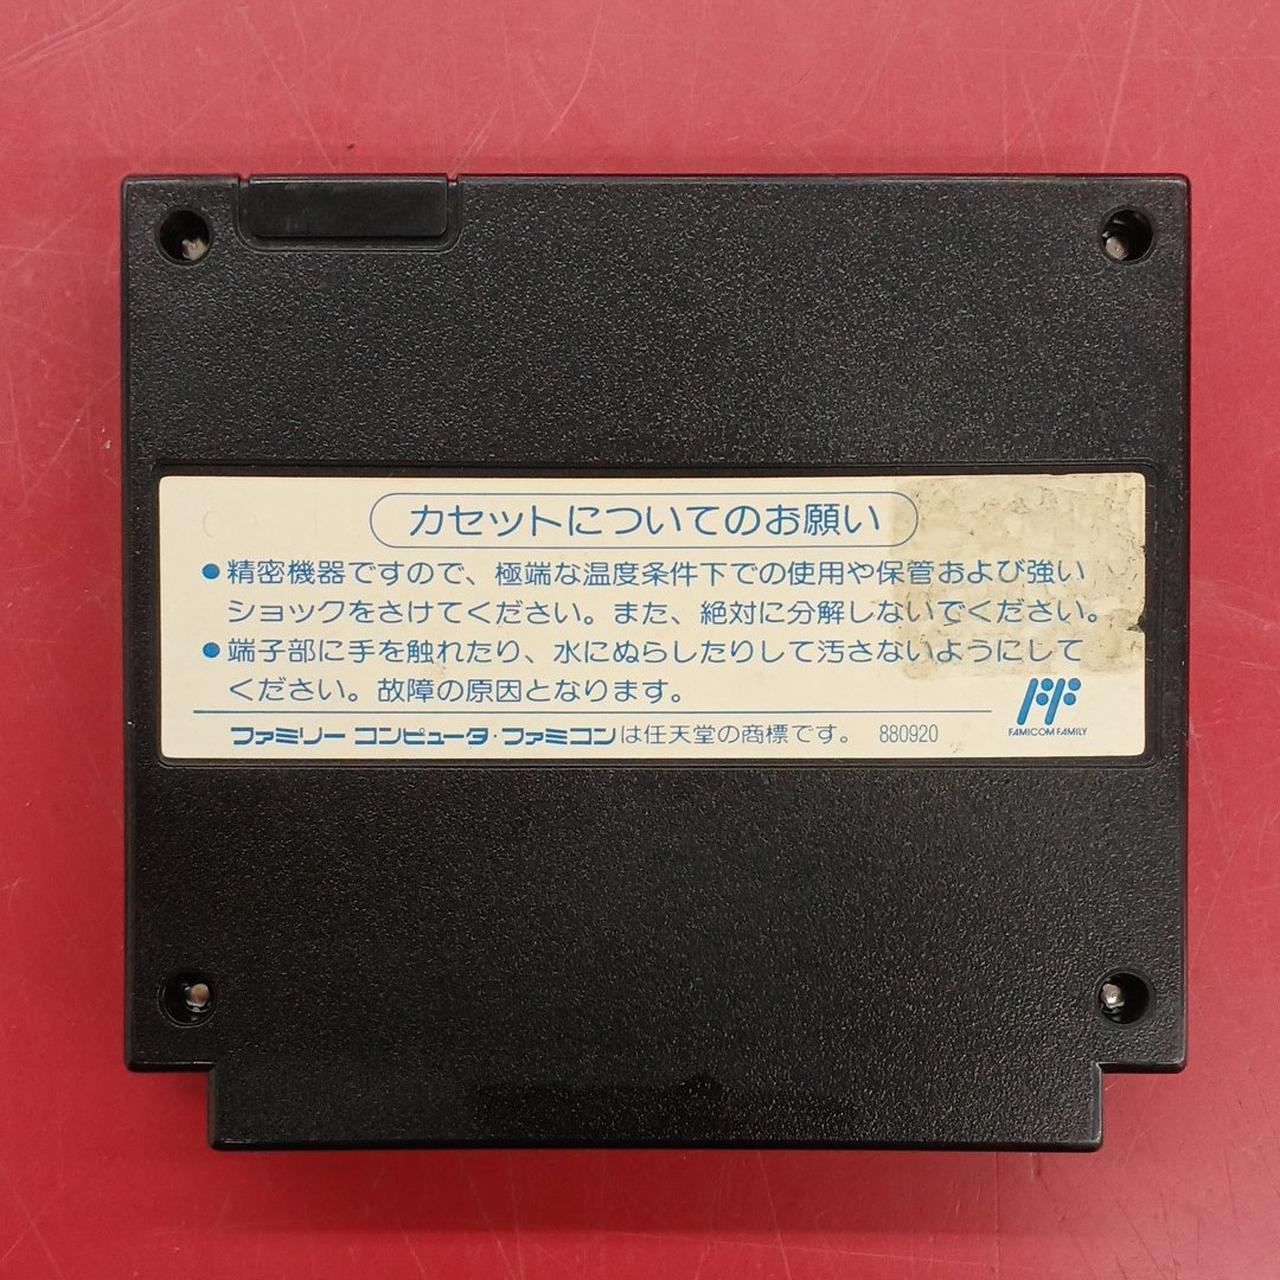 カセットについてのお願い
●精密機器ですので、極端な温度条件下での使用や保管および強い
ショックをさけてください。また、絶対に分解しないでください。
●端子部に手を触れたり、水にぬらしたりして汚さないようにして
ください。故障の原因となります。
ファミリー コンピュータ・ファミコンは任天堂の商標です。 880920
FAMICOM FAMILY